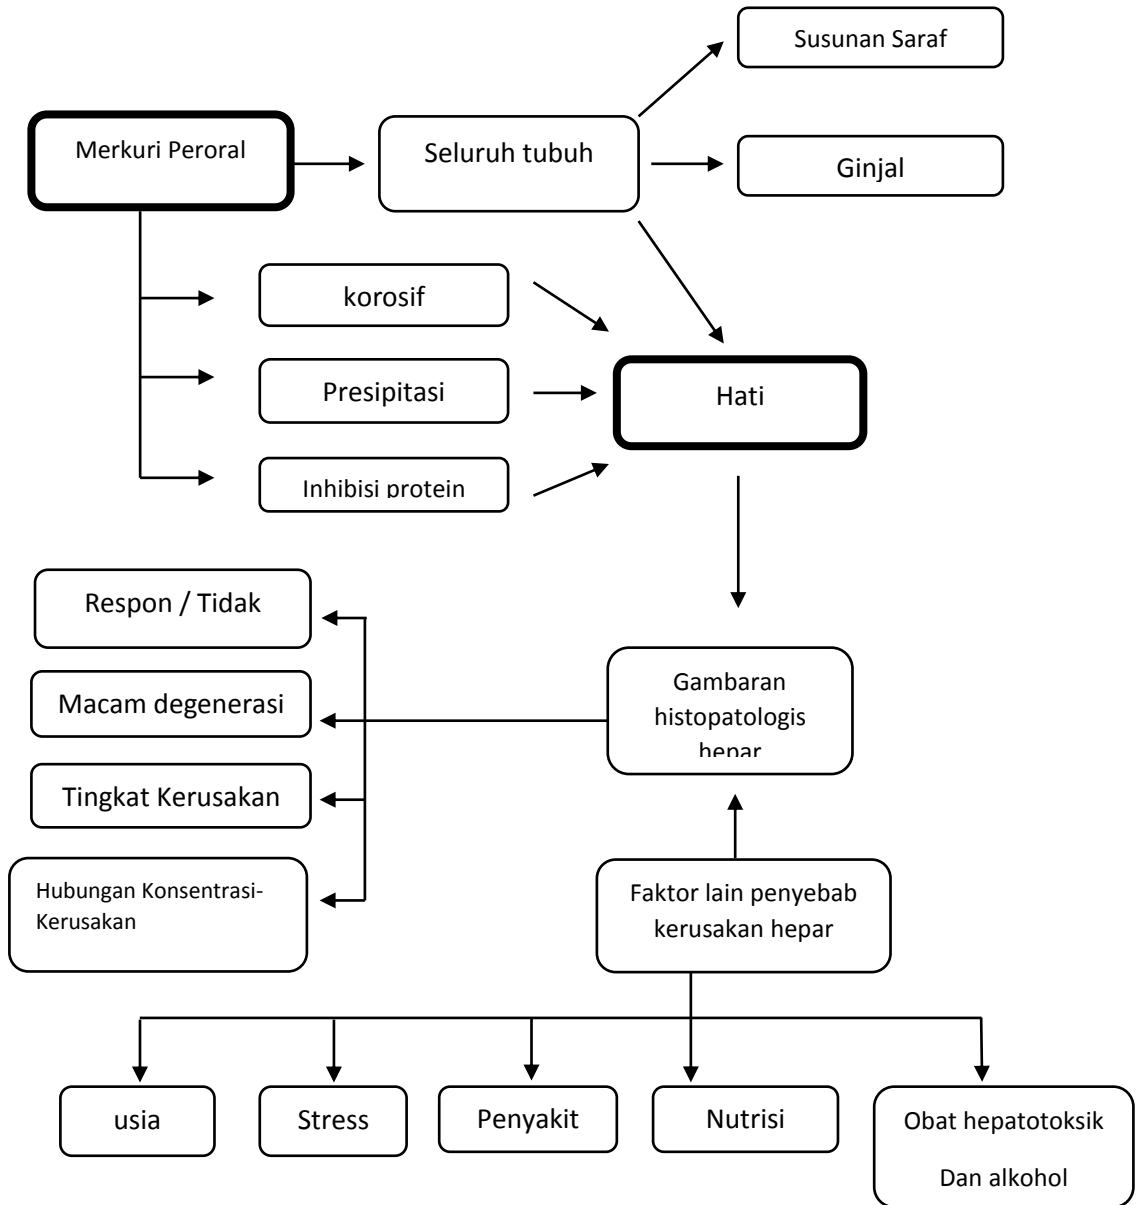 Susunan Saraf
Merkuri Peroral
Seluruh tubuh
Ginjal
korosif
Presipitasi
Hati
Inhibisi protein
Respon / Tidak
Macam degenerasi
Gambaran
histopatologis
hepar
Tingkat Kerusakan
Hubungan Konsentrasi-
Kerusakan
Faktor lain penyebab
kerusakan hepar
usia
Stress
Penyakit
Nutrisi
Obat hepatotoksik
Dan alkohol